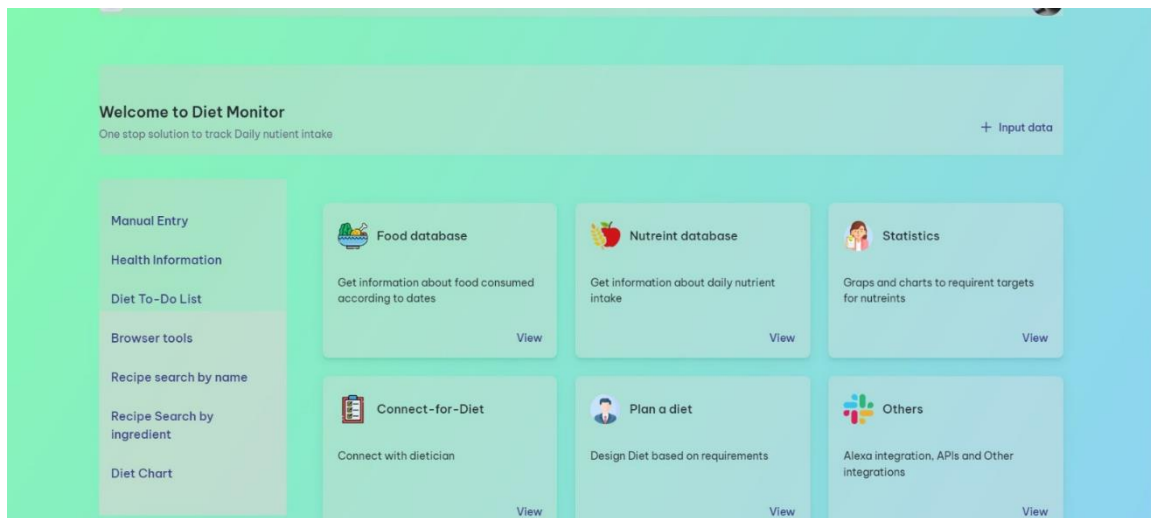 Welcome to Diet Monitor
One stop solution to track Daily nutient intake
+ Input data
Manual Entry
Health Information
Diet To-Do List
Browser tools
Recipe search by name
Recipe Search by
ingredient
Diet Chart
Food database
Get information about food consumed
according to dates
View
Nutreint database
Get information about daily nutrient
intake
View
Statistics
Graps and charts to requirent targets
for nutreints
View
Connect-for-Diet
Connect with dietician
View
Plan a diet
Design Diet based on requirements
View
Others
Alexa integration, APIs and Other
integrations
View